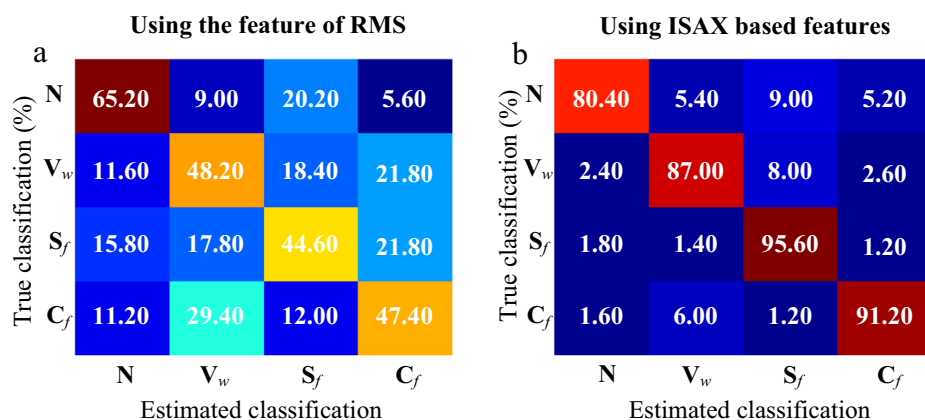 Using the feature of RMS
Using ISAX based features
a
b
True classification (%)
N 65.20 9.00 20.20 5.60
Vw 11.60 48.20 18.40 21.80
Sf 15.80 17.80 44.60 21.80
Cf 11.20 29.40 12.00 47.40
N Vw Sf Cf
Estimated classification
True classification (%)
N 80.40 5.40 9.00 5.20
Vw 2.40 87.00 8.00 2.60
Sf 1.80 1.40 95.60 1.20
Cf 1.60 6.00 1.20 91.20
N Vw Sf Cf
Estimated classification